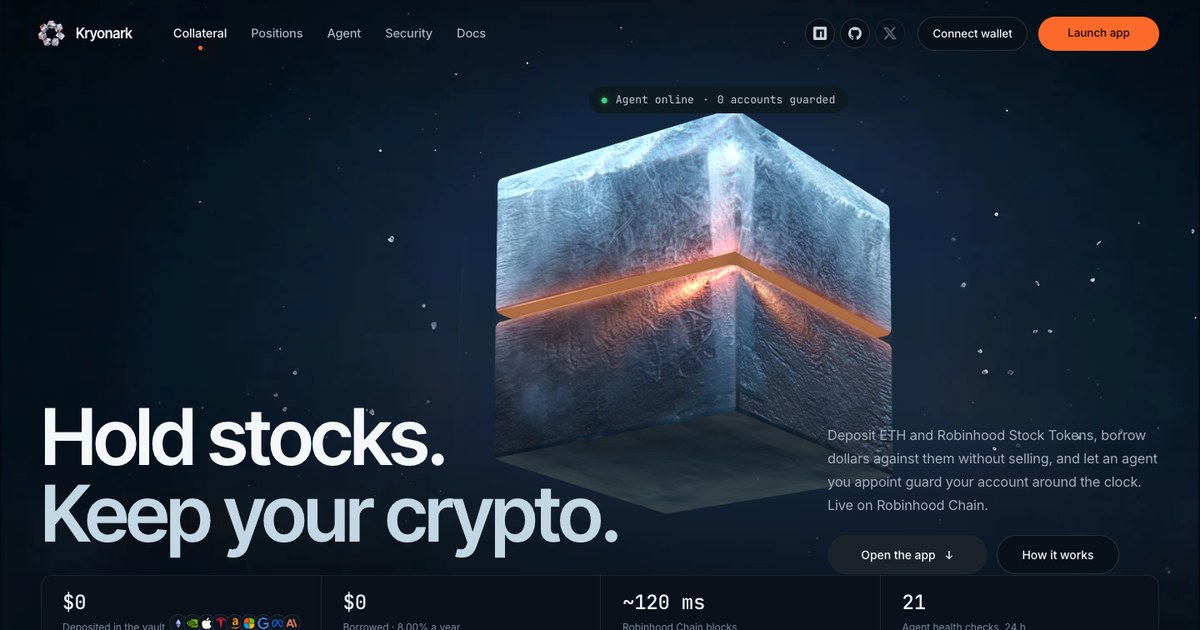 Kryonark
Collateral
Positions
Agent
Security
Docs
Connect wallet
Launch app
Agent online · 0 accounts guarded
Hold stocks.
Keep your crypto.
Deposit ETH and Robinhood Stock Tokens, borrow
dollars against them without selling, and let an agent
you appoint guard your account around the clock.
Live on Robinhood Chain.
Open the app ↓
How it works
$0
Deposited in the vault
$0
Borrowed · 8.00% a year
~120 ms
Robinhood Chain blocks
21
Agent health checks, 24 h